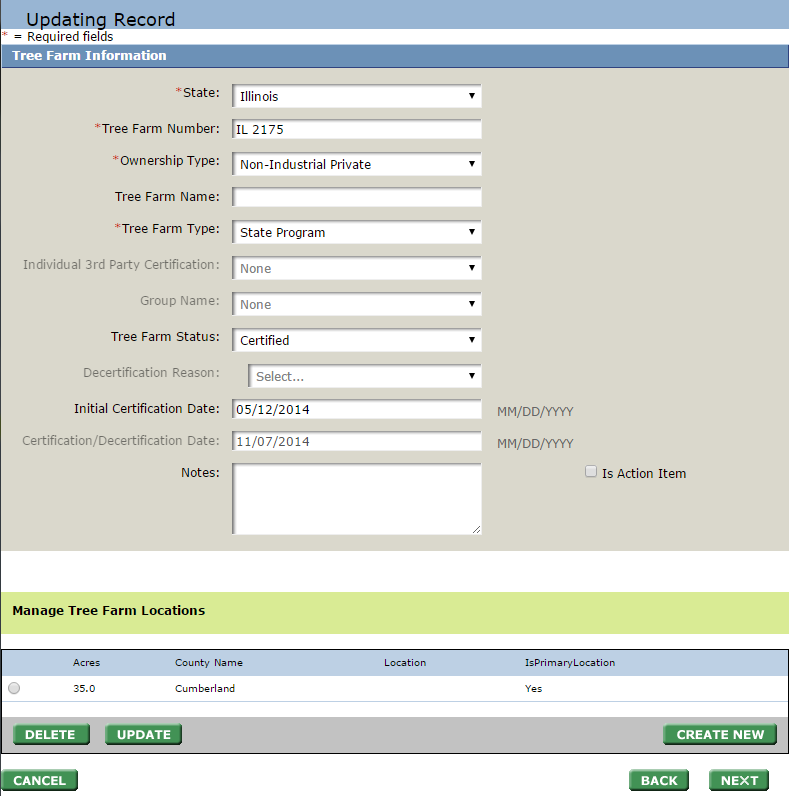 Updating Record
* = Required fields
Tree Farm Information
*State: Illinois
*Tree Farm Number: IL 2175
*Ownership Type: Non-Industrial Private
Tree Farm Name:
*Tree Farm Type: State Program
Individual 3rd Party Certification: None
Group Name: None
Tree Farm Status: Certified
Decertification Reason: Select...
Initial Certification Date: 05/12/2014 MM/DD/YYYY
Certification/Decertification Date: 11/07/2014 MM/DD/YYYY
Notes: Is Action Item
Manage Tree Farm Locations
Acres County Name Location IsPrimaryLocation
35.0 Cumberland Yes
DELETE UPDATE CREATE NEW
CANCEL BACK NEXT